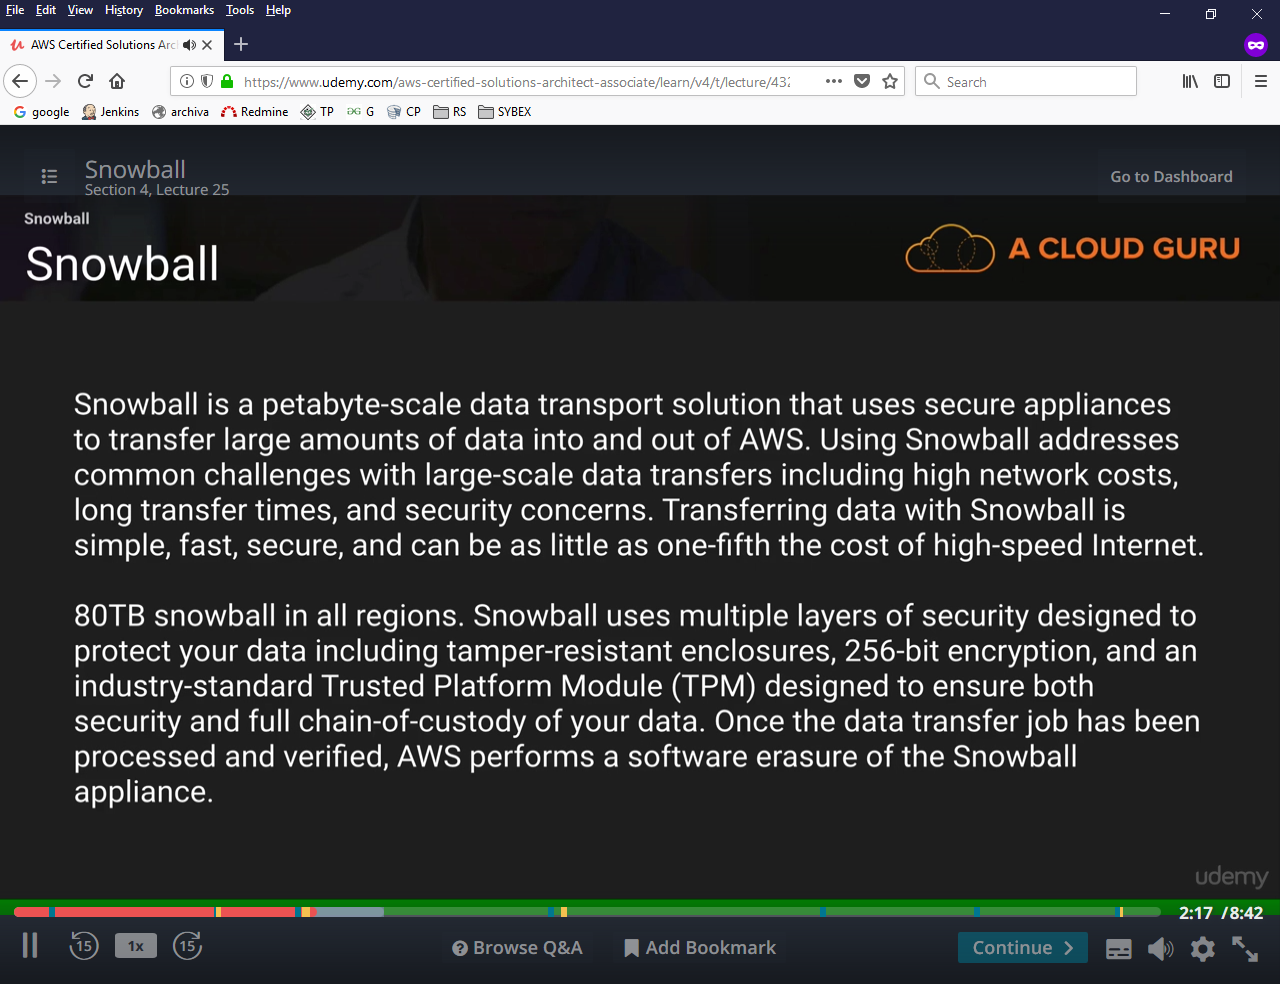 File Edit View History Bookmarks Tools Help
AWS Certified Solutions Arc
https://www.udemy.com/aws-certified-solutions-architect-associate/learn/v4/t/lecture/432
Search
google Jenkins archiva Redmine TP G CP RS SYBEX
Snowball
Section 4, Lecture 25
Go to Dashboard
Snowball
Snowball
A CLOUD GURU
Snowball is a petabyte-scale data transport solution that uses secure appliances
to transfer large amounts of data into and out of AWS. Using Snowball addresses
common challenges with large-scale data transfers including high network costs,
long transfer times, and security concerns. Transferring data with Snowball is
simple, fast, secure, and can be as little as one-fifth the cost of high-speed Internet.
80TB snowball in all regions. Snowball uses multiple layers of security designed to
protect your data including tamper-resistant enclosures, 256-bit encryption, and an
industry-standard Trusted Platform Module (TPM) designed to ensure both
security and full chain-of-custody of your data. Once the data transfer job has been
processed and verified, AWS performs a software erasure of the Snowball
appliance.
udemy
2:17 /8:42
15 1x 15 Browse Q&A Add Bookmark Continue